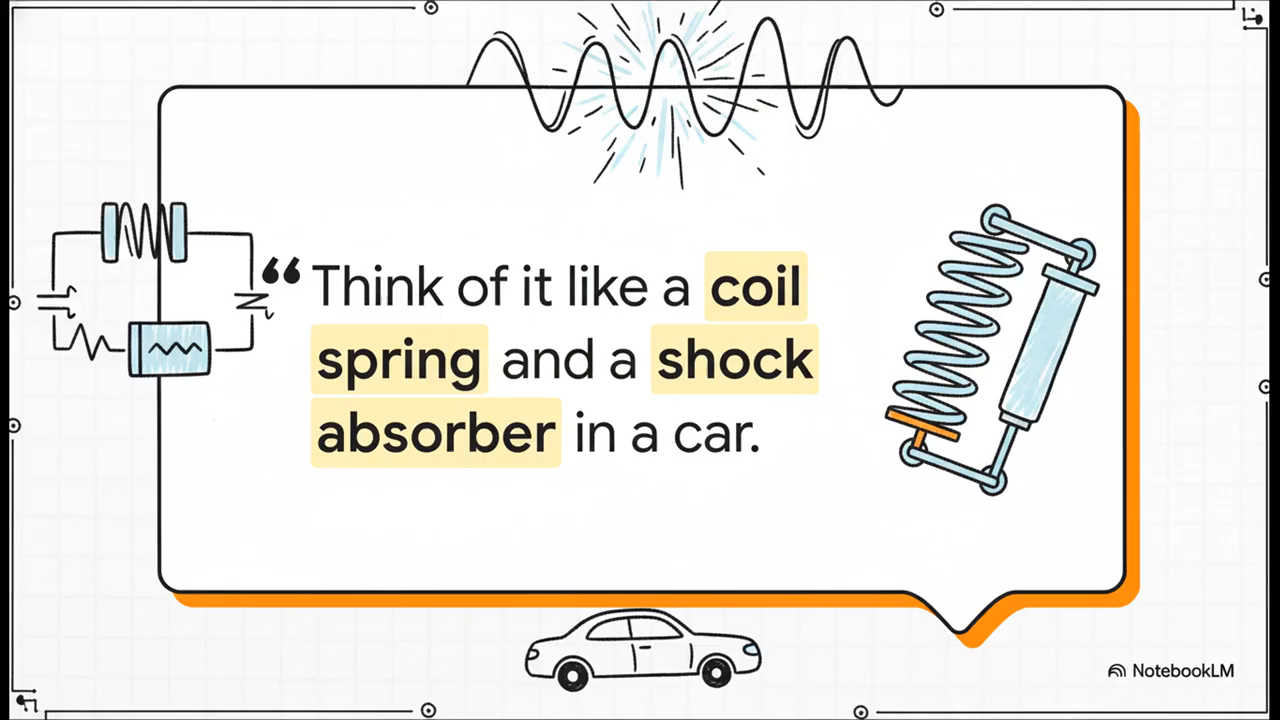 “Think of it like a coil
spring and a shock
absorber in a car.
NotebookLM